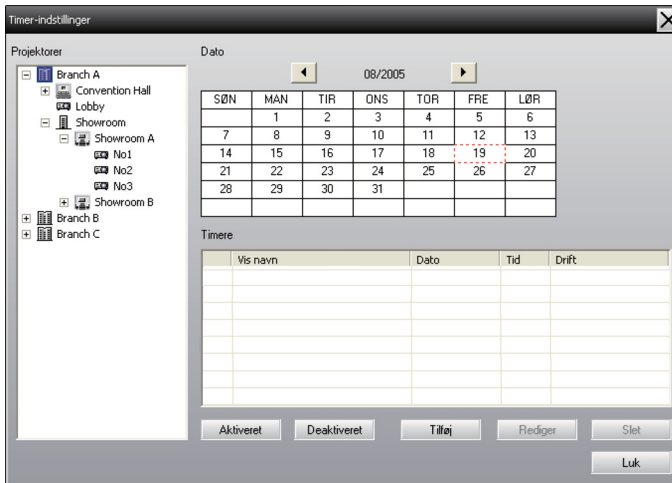 Timer-indstillinger
Projektorer
Branch A
Convention Hall
Lobby
Showroom
Showroom A
No1
No2
No3
Showroom B
Branch B
Branch C
Dato
08/2005
SØN MAN TIR ONS TOR FRE LØR
1 2 3 4 5 6
7 8 9 10 11 12 13
14 15 16 17 18 19 20
21 22 23 24 25 26 27
28 29 30 31
Timere
Vis navn Dato Tid Drift
Aktiveret Deaktiveret Tilføj Rediger Slet
Luk